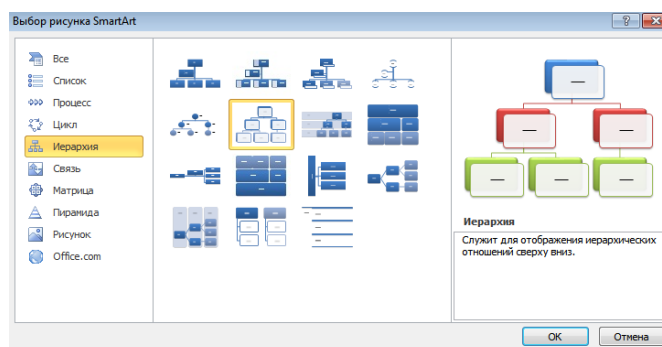 Выбор рисунка SmartArt
Все
Список
Процесс
Цикл
Иерархия
Связь
Матрица
Пирамида
Рисунок
Office.com
Иерархия
Служит для отображения иерархических
отношений сверху вниз.
ОК
Отмена